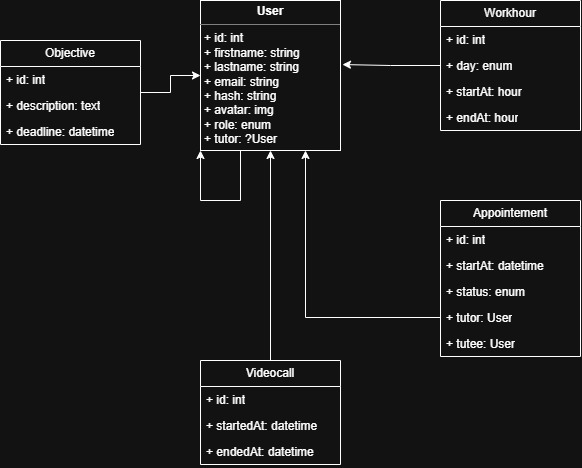 User
+ id: int
+ firstname: string
+ lastname: string
+ email: string
+ hash: string
+ avatar: img
+ role: enum
+ tutor: ?User
Objective
+ id: int
+ description: text
+ deadline: datetime
Workhour
+ id: int
+ day: enum
+ startAt: hour
+ endAt: hour
Appointement
+ id: int
+ startAt: datetime
+ status: enum
+ tutor: User
+ tutee: User
Videocall
+ id: int
+ startedAt: datetime
+ endedAt: datetime